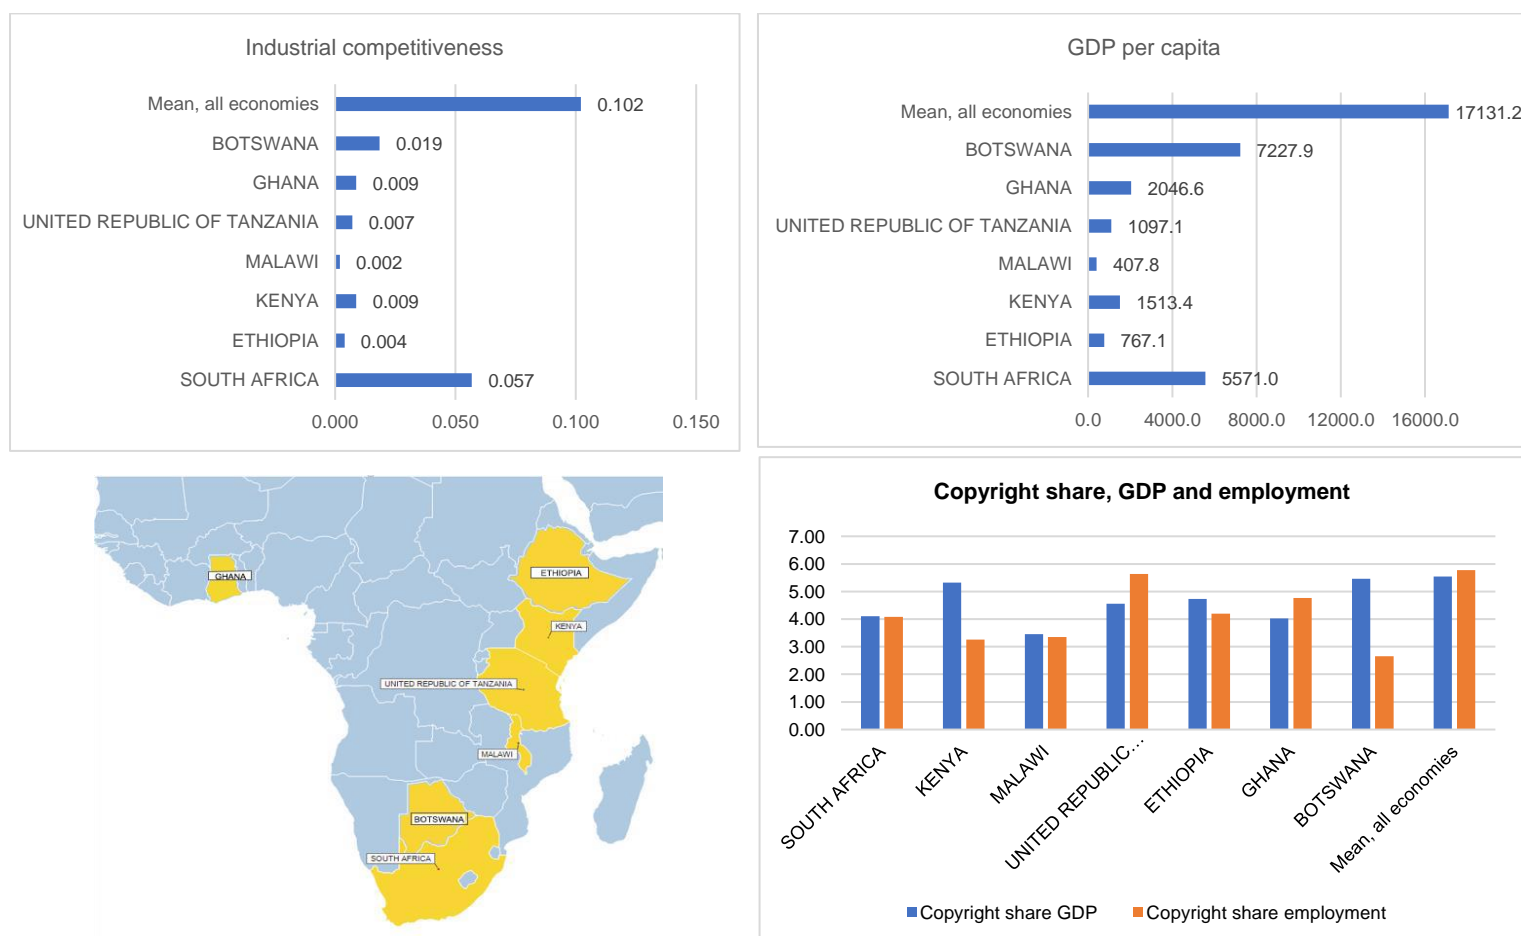 Industrial competitiveness
Mean, all economies 0.102
BOTSWANA 0.019
GHANA 0.009
UNITED REPUBLIC OF TANZANIA 0.007
MALAWI 0.002
KENYA 0.009
ETHIOPIA 0.004
SOUTH AFRICA 0.057
0.000 0.050 0.100 0.150
GDP per capita
Mean, all economies 17131.2
BOTSWANA 7227.9
GHANA 2046.6
UNITED REPUBLIC OF TANZANIA 1097.1
MALAWI 407.8
KENYA 1513.4
ETHIOPIA 767.1
SOUTH AFRICA 5571.0
0.0 4000.0 8000.0 12000.0 16000.0
GHANA
ETHIOPIA
KENYA
UNITED REPUBLIC OF TANZANIA
MALAWI
BOTSWANA
SOUTH AFRICA
Copyright share, GDP and employment
7.00
6.00
5.00
4.00
3.00
2.00
1.00
0.00
SOUTH AFRICA
KENYA
MALAWI
UNITED REPUBLIC…
ETHIOPIA
GHANA
BOTSWANA
Mean, all economies
Copyright share GDP Copyright share employment